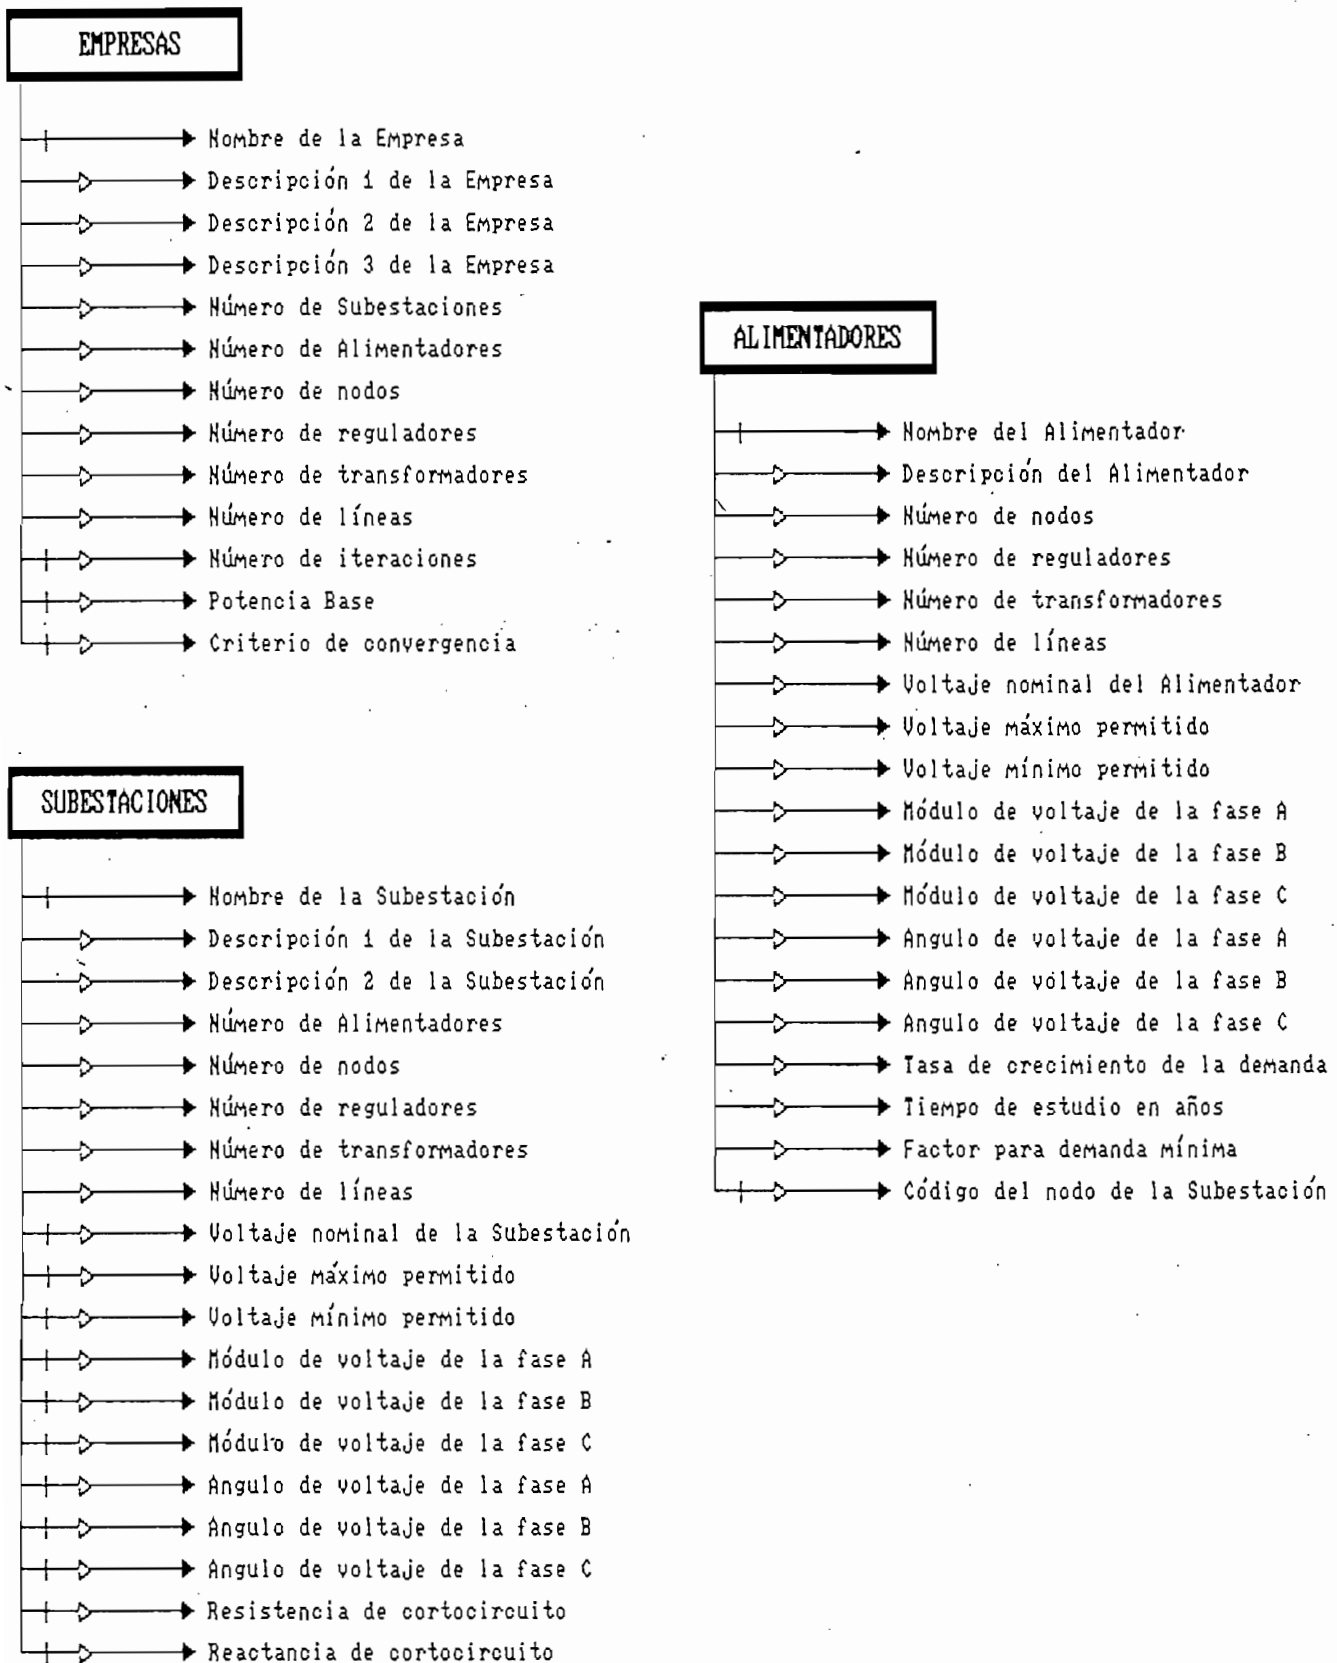 EMPRESAS
Nombre de la Empresa
Descripción 1 de la Empresa
Descripción 2 de la Empresa
Descripción 3 de la Empresa
Número de Subestaciones
Número de Alimentadores
Número de nodos
Número de reguladores
Número de transformadores
Número de líneas
Número de iteraciones
Potencia Base
Criterio de convergencia
SUBESTACIONES
Nombre de la Subestación
Descripción 1 de la Subestación
Descripción 2 de la Subestación
Número de Alimentadores
Número de nodos
Número de reguladores
Número de transformadores
Número de líneas
Voltaje nominal de la Subestación
Voltaje máximo permitido
Voltaje mínimo permitido
Módulo de voltaje de la fase A
Módulo de voltaje de la fase B
Módulo de voltaje de la fase C
Angulo de voltaje de la fase A
Angulo de voltaje de la fase B
Angulo de voltaje de la fase C
Resistencia de cortocircuito
Reactancia de cortocircuito
ALIMENTADORES
Nombre del Alimentador
Descripción del Alimentador
Número de nodos
Número de reguladores
Número de transformadores
Número de líneas
Voltaje nominal del Alimentador
Voltaje máximo permitido
Voltaje mínimo permitido
Módulo de voltaje de la fase A
Módulo de voltaje de la fase B
Módulo de voltaje de la fase C
Angulo de voltaje de la fase A
Angulo de voltaje de la fase B
Angulo de voltaje de la fase C
Tasa de crecimiento de la demanda
Tiempo de estudio en años
Factor para demanda mínima
Código del nodo de la Subestación